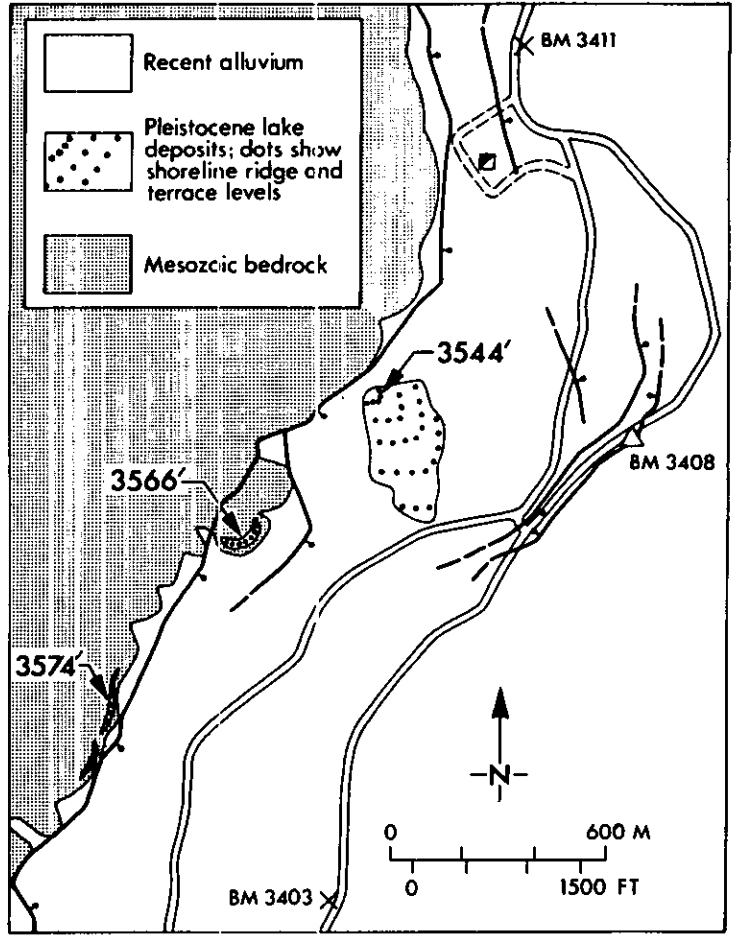 Recent alluvium
Pleistocene lake
deposits; dots show
shoreline ridge and
terrace levels
Mesozoic bedrock
BM 3411
3544'
BM 3408
3566'
3574'
N
0 600 M
0 1500 FT
BM 3403